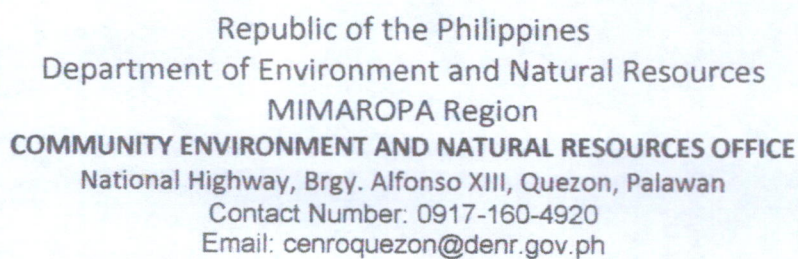 Republic of the Philippines
Department of Environment and Natural Resources
MIMAROPA Region
COMMUNITY ENVIRONMENT AND NATURAL RESOURCES OFFICE
National Highway, Brgy. Alfonso XIII, Quezon, Palawan
Contact Number: 0917-160-4920
Email: cenroquezon@denr.gov.ph